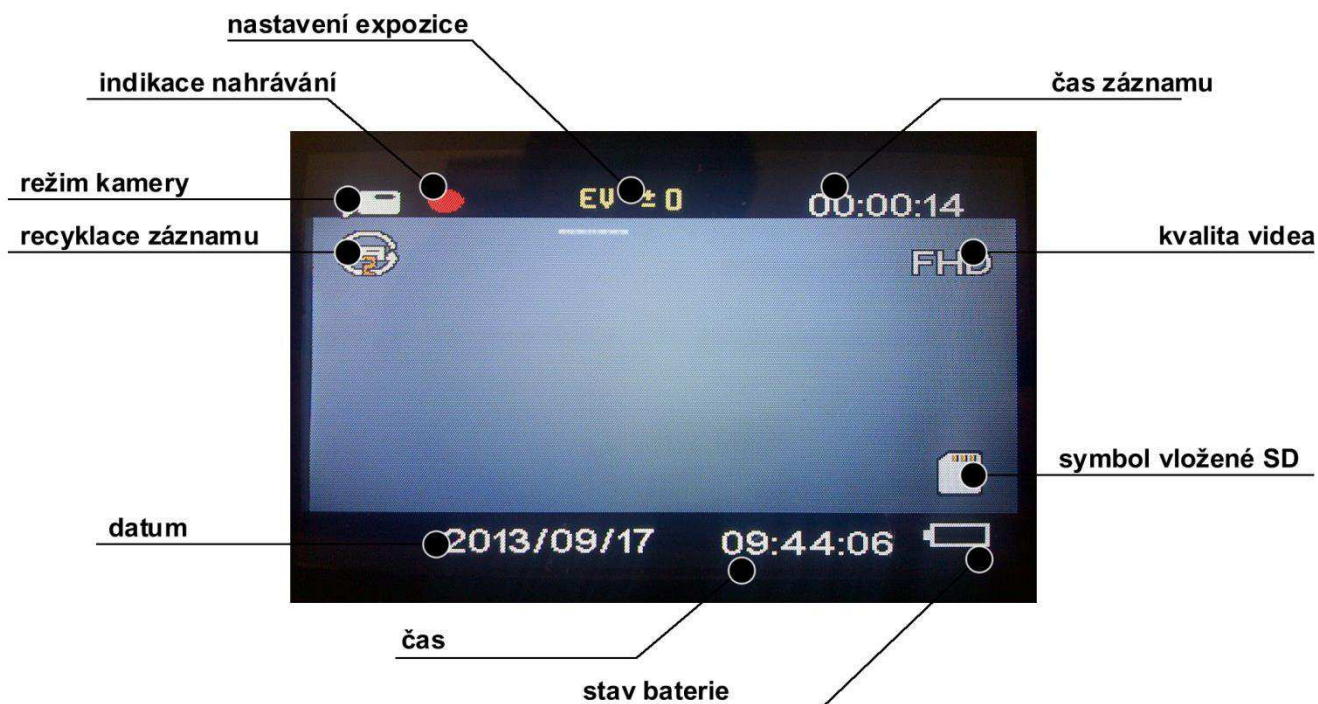 nastavení expozice
indikace nahrávání
čas záznamu
režim kamery
EV ±0
00:00:14
recyklace záznamu
2
FHD
kvalita videa
symbol vložené SD
datum
2013/09/17
09:44:06
čas
stav baterie